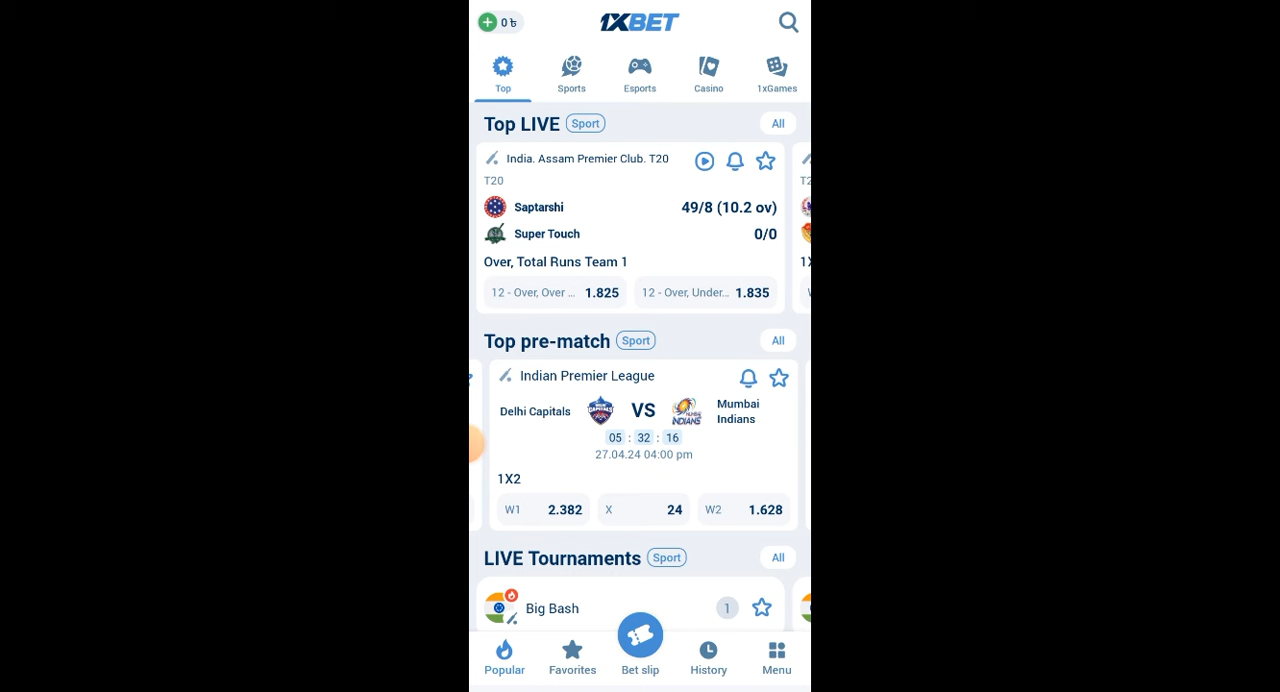 0 ৳
1XBET
Top
Sports
Esports
Casino
1xGames
Top LIVE Sport All
India. Assam Premier Club. T20
T20
Saptarshi 49/8 (10.2 ov)
Super Touch 0/0
Over, Total Runs Team 1
12 - Over, Over ... 1.825 12 - Over, Under... 1.835
Top pre-match Sport All
Indian Premier League
Delhi Capitals VS Mumbai
Indians
05 : 32 : 16
27.04.24 04:00 pm
1X2
W1 2.382 X 24 W2 1.628
LIVE Tournaments Sport All
Big Bash 1
Popular
Favorites
Bet slip
History
Menu